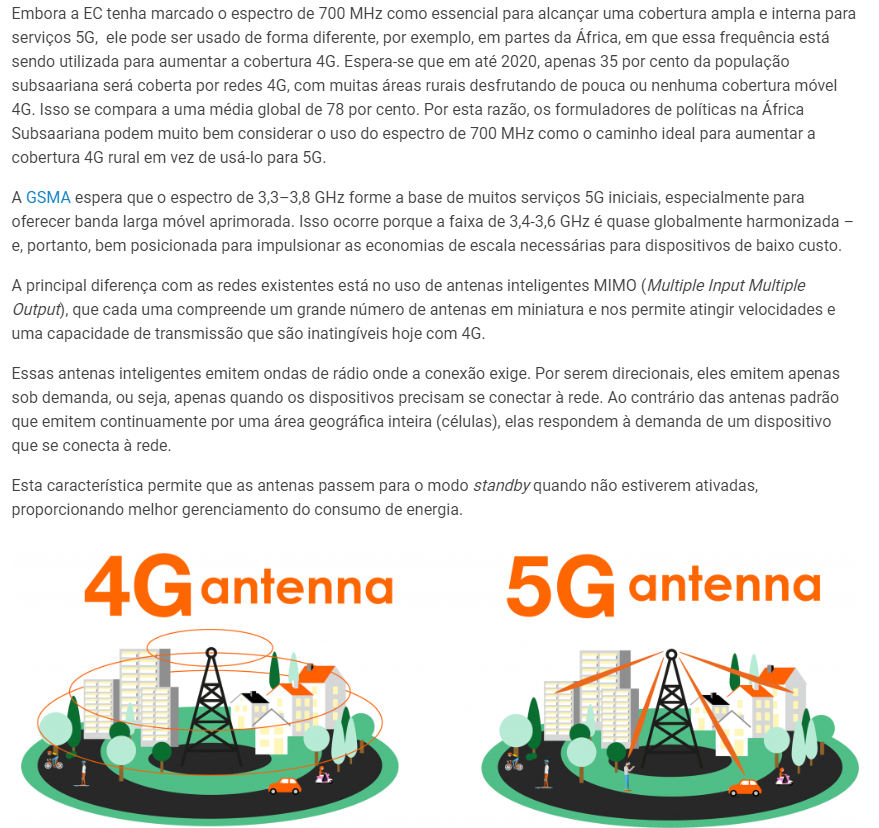 Embora a EC tenha marcado o espectro de 700 MHz como essencial para alcançar uma cobertura ampla e interna para
serviços 5G,  ele pode ser usado de forma diferente, por exemplo, em partes da África, em que essa frequência está
sendo utilizada para aumentar a cobertura 4G. Espera-se que em até 2020, apenas 35 por cento da população
subsaariana será coberta por redes 4G, com muitas áreas rurais desfrutando de pouca ou nenhuma cobertura móvel
4G. Isso se compara a uma média global de 78 por cento. Por esta razão, os formuladores de políticas na África
Subsaariana podem muito bem considerar o uso do espectro de 700 MHz como o caminho ideal para aumentar a
cobertura 4G rural em vez de usá-lo para 5G.
A GSMA espera que o espectro de 3,3–3,8 GHz forme a base de muitos serviços 5G iniciais, especialmente para
oferecer banda larga móvel aprimorada. Isso ocorre porque a faixa de 3,4-3,6 GHz é quase globalmente harmonizada –
e, portanto, bem posicionada para impulsionar as economias de escala necessárias para dispositivos de baixo custo.
A principal diferença com as redes existentes está no uso de antenas inteligentes MIMO (Multiple Input Multiple
Output), que cada uma compreende um grande número de antenas em miniatura e nos permite atingir velocidades e
uma capacidade de transmissão que são inatingíveis hoje com 4G.
Essas antenas inteligentes emitem ondas de rádio onde a conexão exige. Por serem direcionais, eles emitem apenas
sob demanda, ou seja, apenas quando os dispositivos precisam se conectar à rede. Ao contrário das antenas padrão
que emitem continuamente por uma área geográfica inteira (células), elas respondem à demanda de um dispositivo
que se conecta à rede.
Esta característica permite que as antenas passem para o modo standby quando não estiverem ativadas,
proporcionando melhor gerenciamento do consumo de energia.
4G antenna
5G antenna